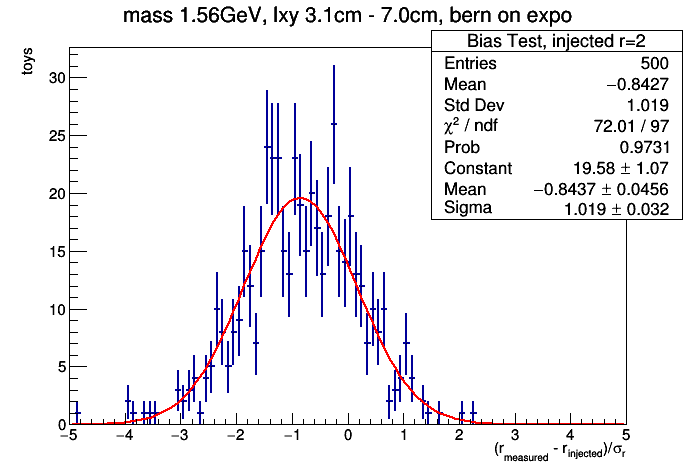 mass 1.56GeV, lxy 3.1cm - 7.0cm, bern on expo
Bias Test, injected r=2
Entries 500
Mean −0.8427
Std Dev 1.019
χ² / ndf 72.01 / 97
Prob 0.9731
Constant 19.58 ± 1.07
Mean −0.8437 ± 0.0456
Sigma 1.019 ± 0.032
toys
30
25
20
15
10
5
0
−5 −4 −3 −2 −1 0 1 2 3 4 5
(r_measured - r_injected)/σ_r